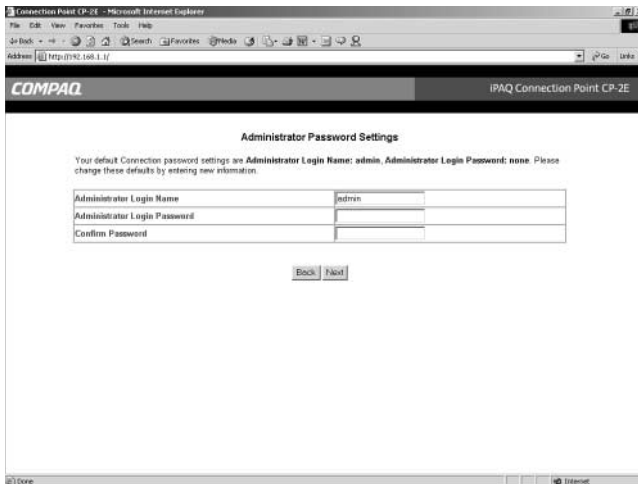 Connection Point CP-2E - Microsoft Internet Explorer
File Edit View Favorites Tools Help
Back Search Favorites Media
Address http://192.168.1.1/ Go Links
COMPAQ iPAQ Connection Point CP-2E
Administrator Password Settings
Your default Connection password settings are Administrator Login Name: admin, Administrator Login Password: none. Please
change these defaults by entering new information.
Administrator Login Name admin
Administrator Login Password
Confirm Password
Back Next
Done Internet